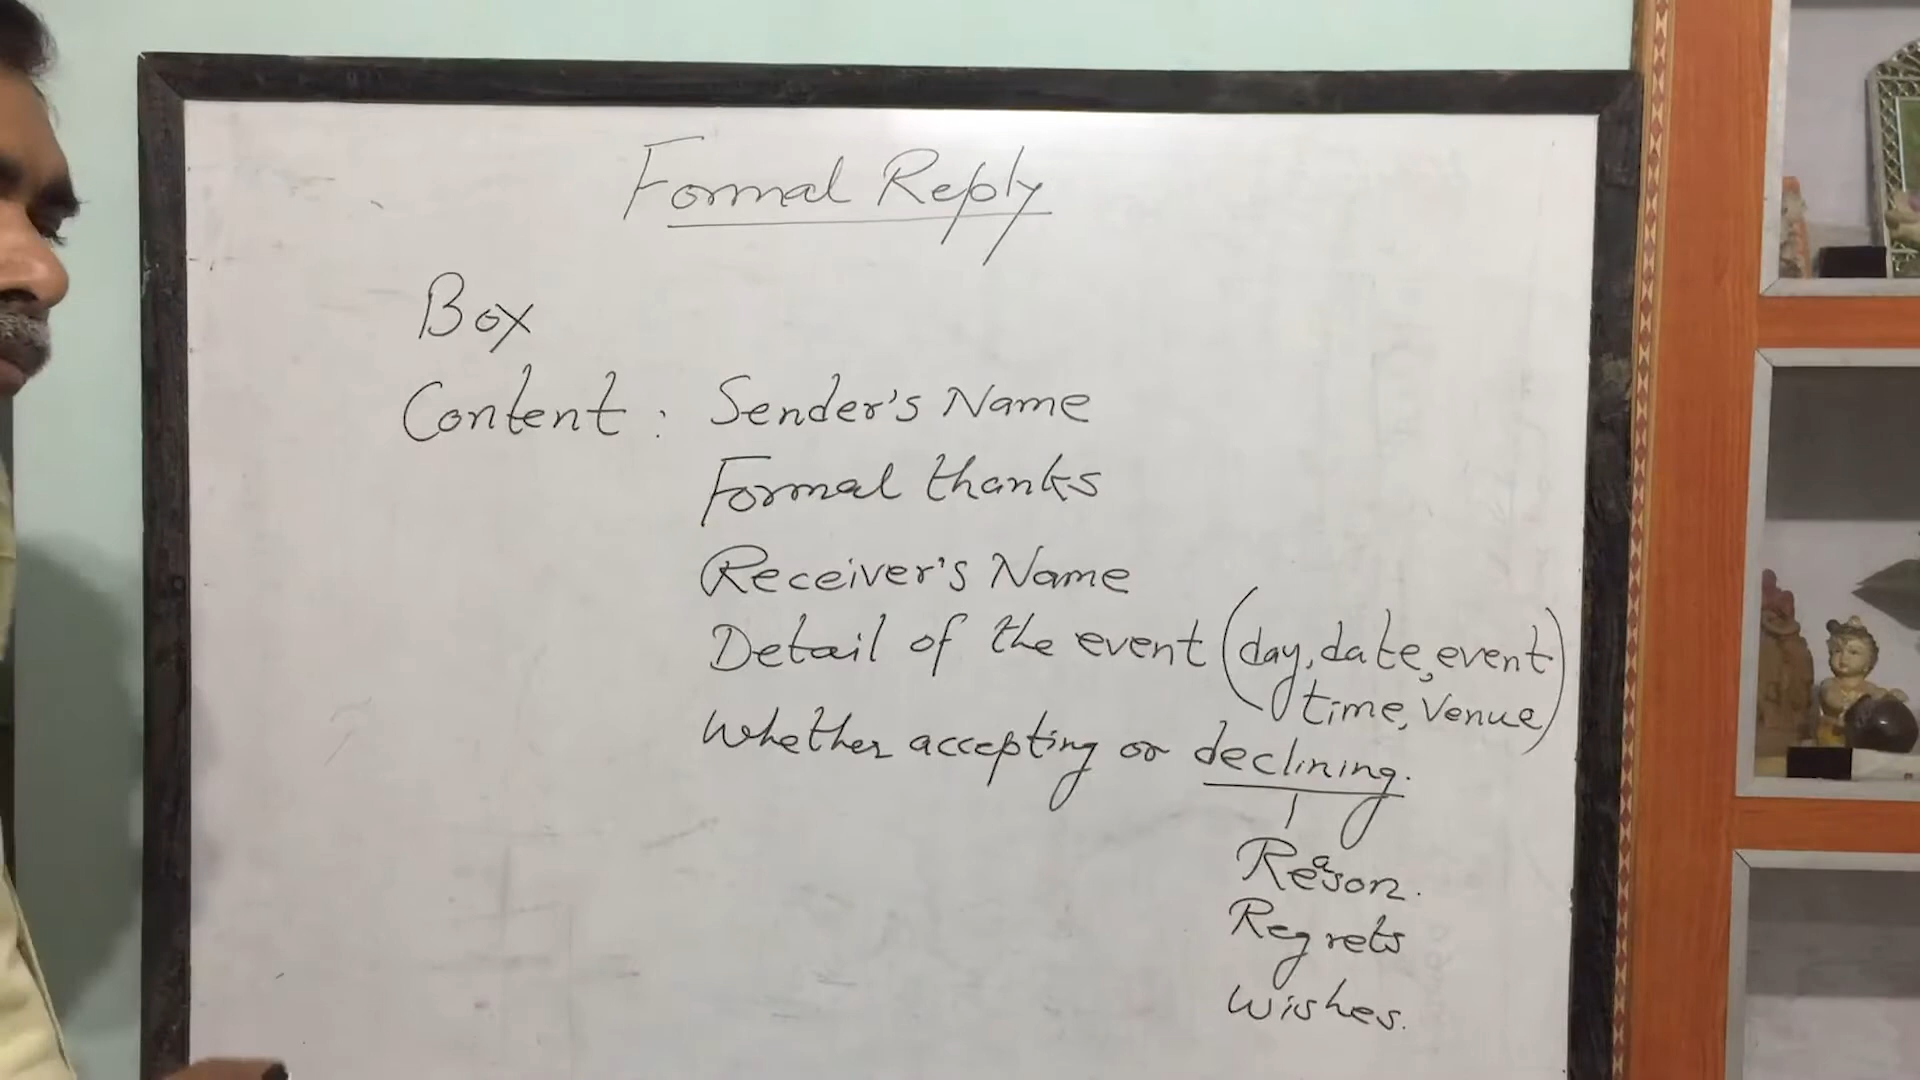 Formal Reply
Box
Content : Sender's Name
Formal thanks
Receiver's Name
Detail of the event (day, date, event
time, Venue)
Whether accepting or declining.
Reason.
Regrets
Wishes.